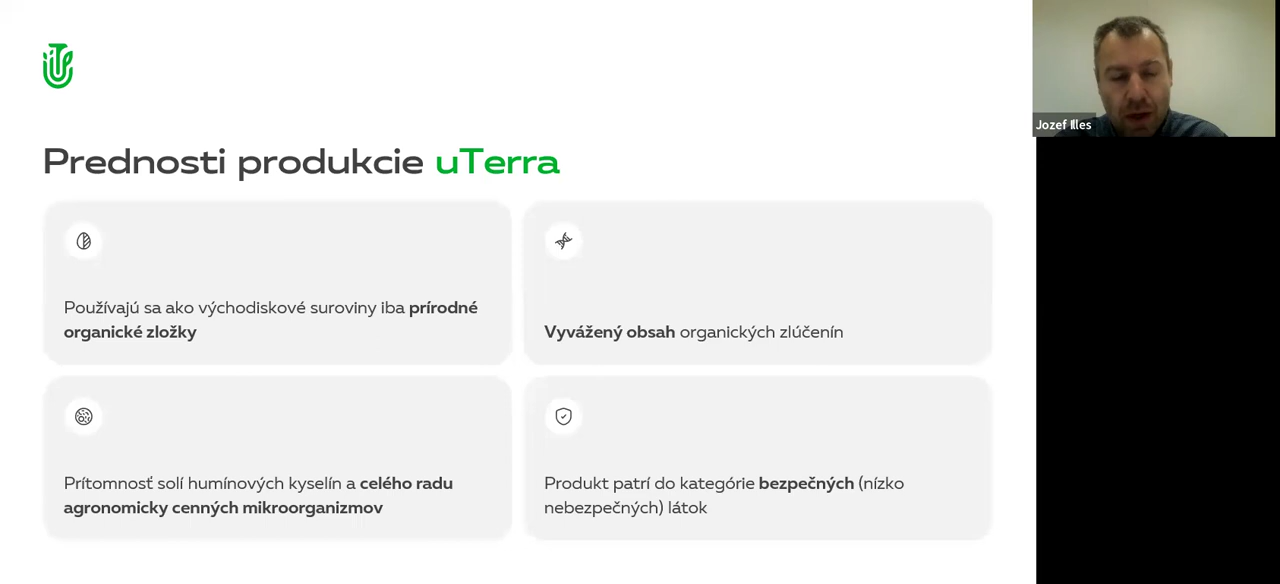 Prednosti produkcie uTerra
Používajú sa ako východiskové suroviny iba prírodné
organické zložky
Vyvážený obsah organických zlúčenín
Prítomnosť solí humínových kyselín a celého radu
agronomicky cenných mikroorganizmov
Produkt patrí do kategórie bezpečných (nízko
nebezpečných) látok
Jozef Illes